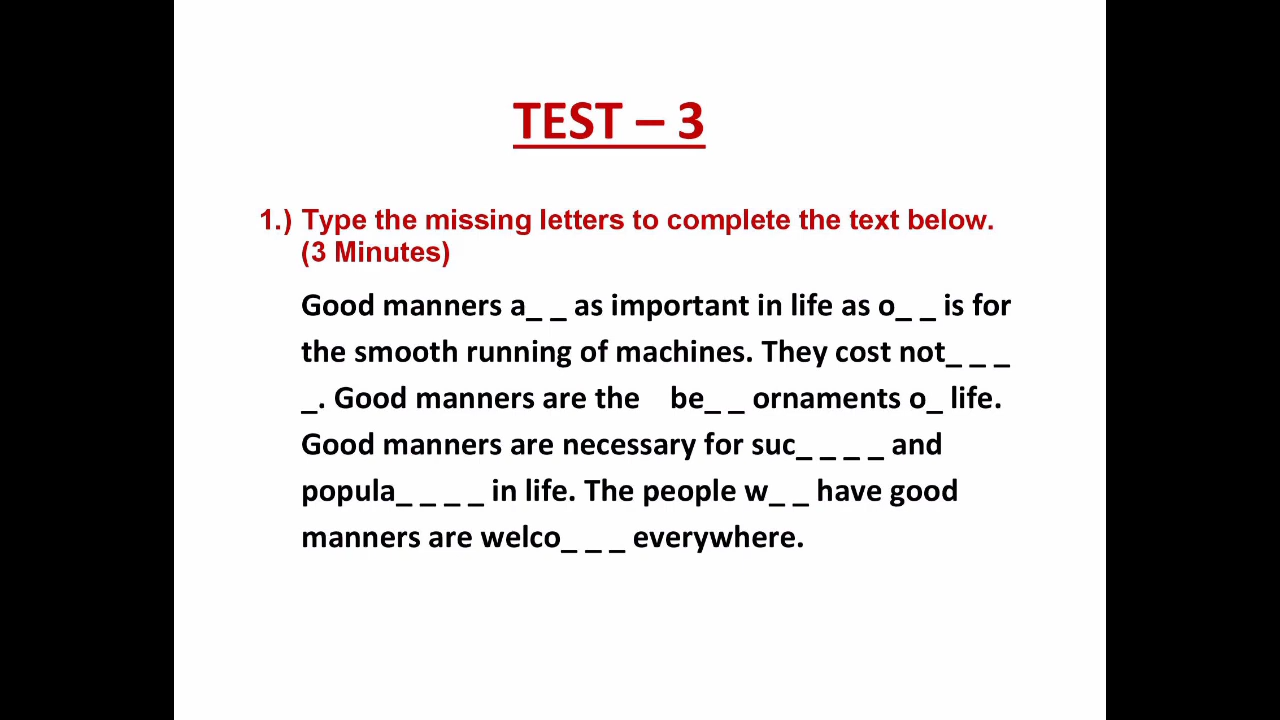 TEST – 3
1.) Type the missing letters to complete the text below.
(3 Minutes)
Good manners a_ _ as important in life as o_ _ is for
the smooth running of machines. They cost not_ _ _
_. Good manners are the be_ _ ornaments o_ life.
Good manners are necessary for suc_ _ _ _ and
popula_ _ _ _ in life. The people w_ _ have good
manners are welco_ _ _ everywhere.